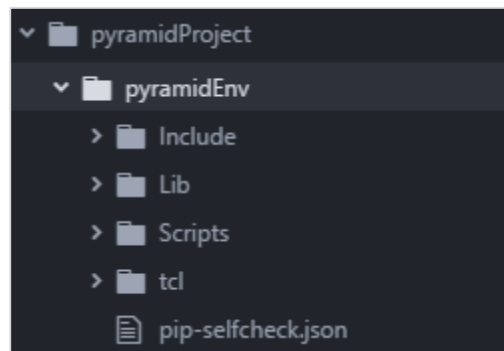 pyramidProject
pyramidEnv
Include
Lib
Scripts
tcl
pip-selfcheck.json